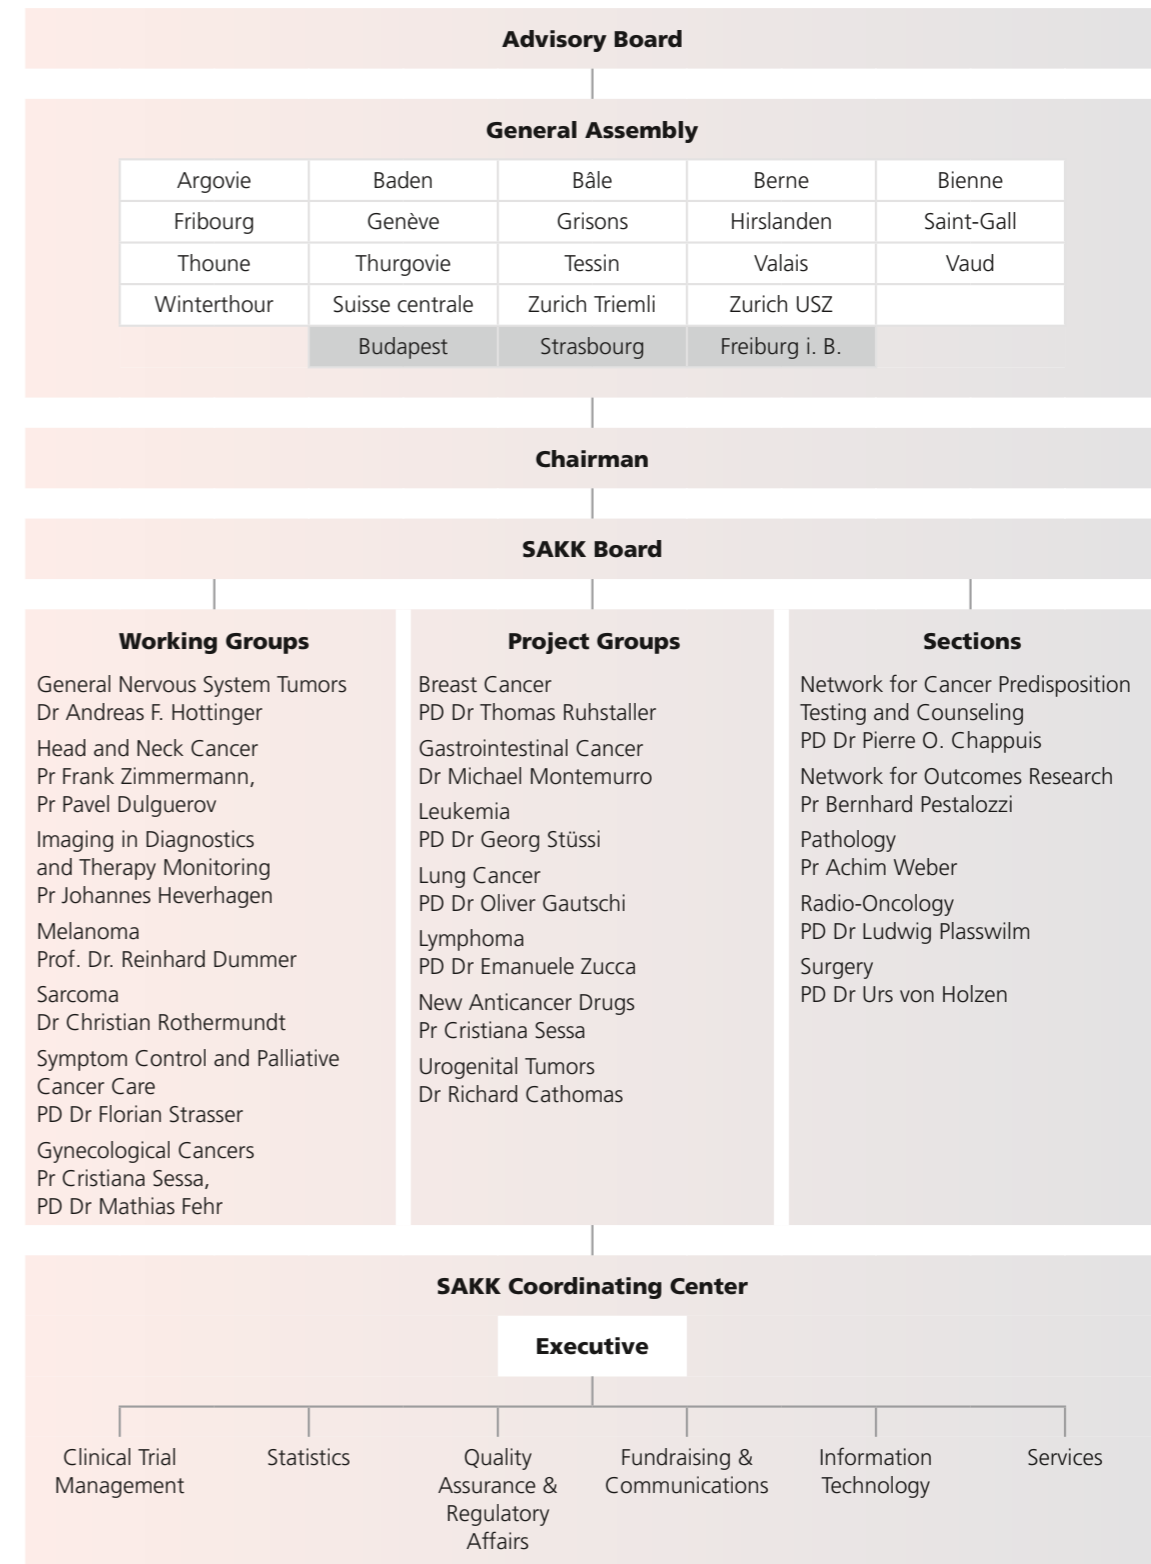 Advisory Board
General Assembly
Argovie Baden Bâle Berne Bienne
Fribourg Genève Grisons Hirslanden Saint-Gall
Thoune Thurgovie Tessin Valais Vaud
Winterthour Suisse centrale Zurich Triemli Zurich USZ
Budapest Strasbourg Freiburg i. B.
Chairman
SAKK Board
Working Groups
General Nervous System Tumors
Dr Andreas F. Hottinger
Head and Neck Cancer
Pr Frank Zimmermann,
Pr Pavel Dulguerov
Imaging in Diagnostics
and Therapy Monitoring
Pr Johannes Heverhagen
Melanoma
Prof. Dr. Reinhard Dummer
Sarcoma
Dr Christian Rothermundt
Symptom Control and Palliative
Cancer Care
PD Dr Florian Strasser
Gynecological Cancers
Pr Cristiana Sessa,
PD Dr Mathias Fehr
Project Groups
Breast Cancer
PD Dr Thomas Ruhstaller
Gastrointestinal Cancer
Dr Michael Montemurro
Leukemia
PD Dr Georg Stüssi
Lung Cancer
PD Dr Oliver Gautschi
Lymphoma
PD Dr Emanuele Zucca
New Anticancer Drugs
Pr Cristiana Sessa
Urogenital Tumors
Dr Richard Cathomas
Sections
Network for Cancer Predisposition
Testing and Counseling
PD Dr Pierre O. Chappuis
Network for Outcomes Research
Pr Bernhard Pestalozzi
Pathology
Pr Achim Weber
Radio-Oncology
PD Dr Ludwig Plasswilm
Surgery
PD Dr Urs von Holzen
SAKK Coordinating Center
Executive
Clinical Trial
Management
Statistics
Quality
Assurance &
Regulatory
Affairs
Fundraising &
Communications
Information
Technology
Services